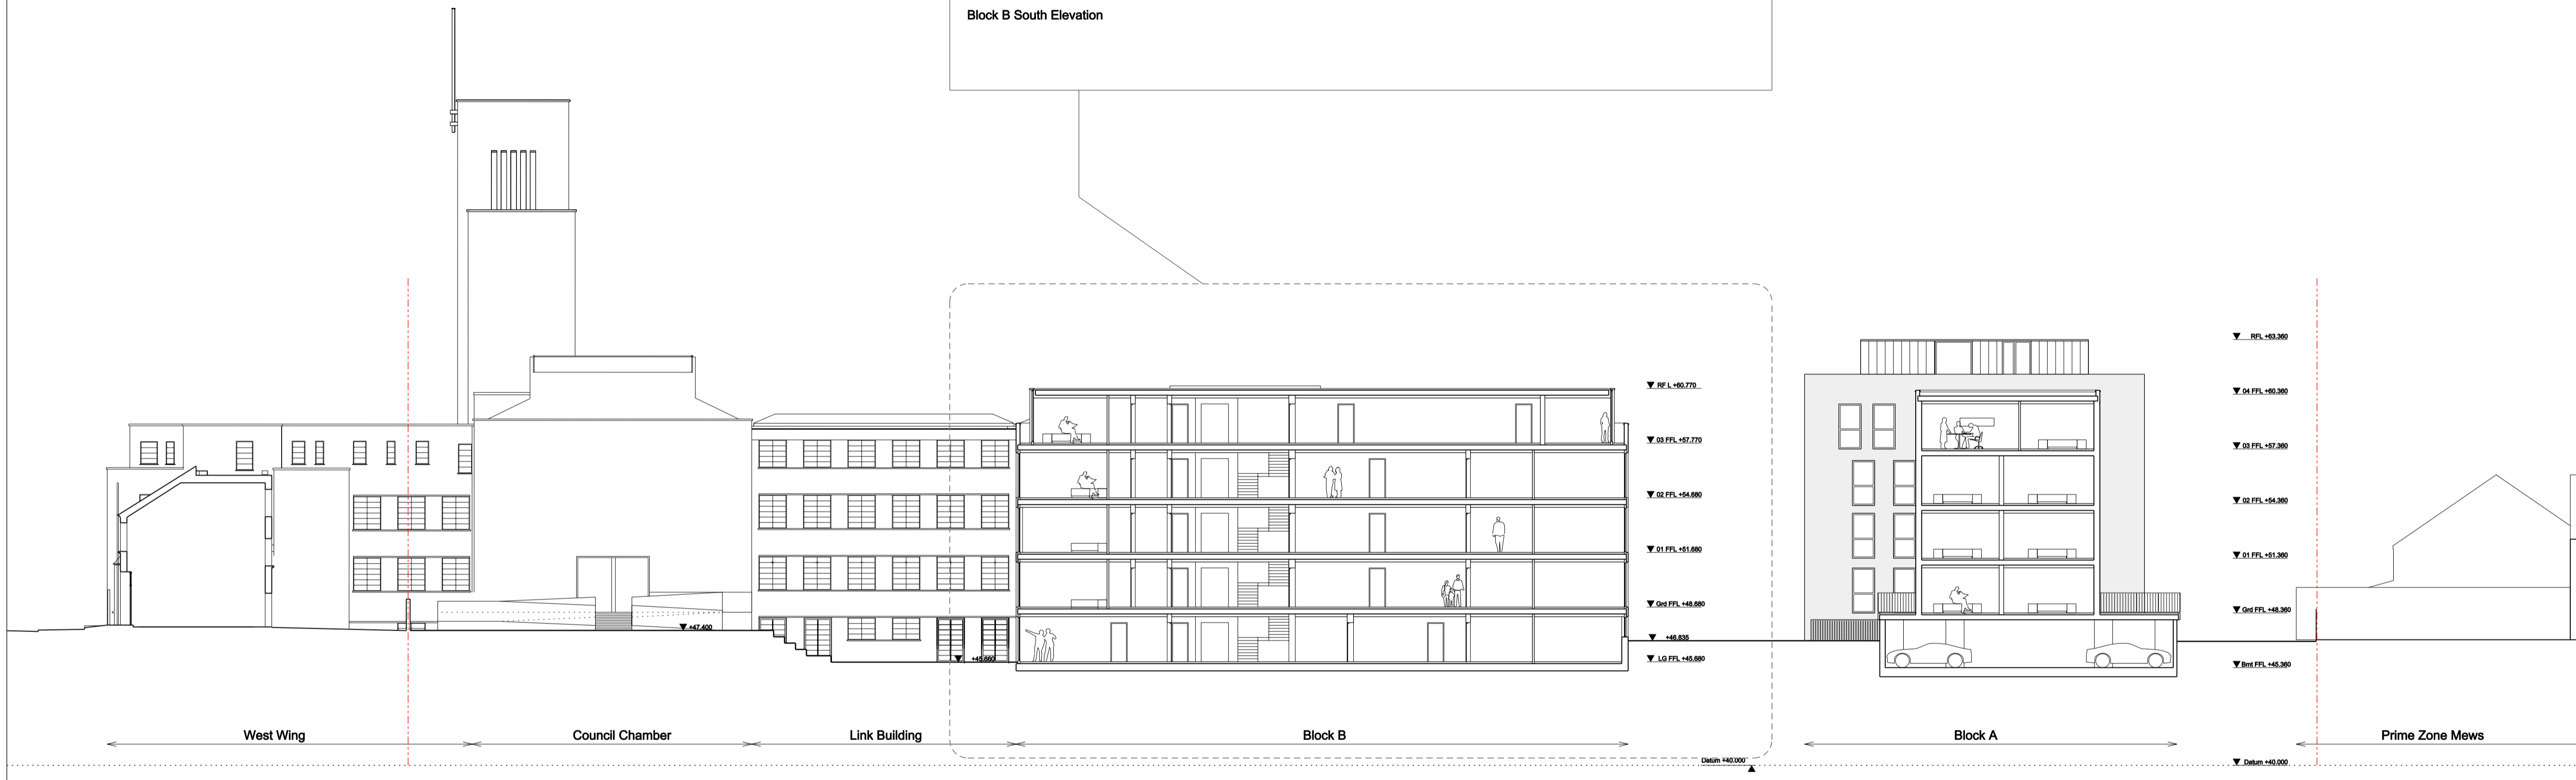 Block B South Elevation
RFL +63.360
RF L +60.770
04 FFL +60.360
03 FFL +57.770
03 FFL +57.360
02 FFL +54.680
02 FFL +54.360
01 FFL +51.680
01 FFL +51.360
Grd FFL +48.680
Grd FFL +48.360
+47.400
+46.835
+45.660
LG FFL +45.680
Bmt FFL +45.360
West Wing
Council Chamber
Link Building
Block B
Block A
Prime Zone Mews
Datum +40.000
Datum +40.000